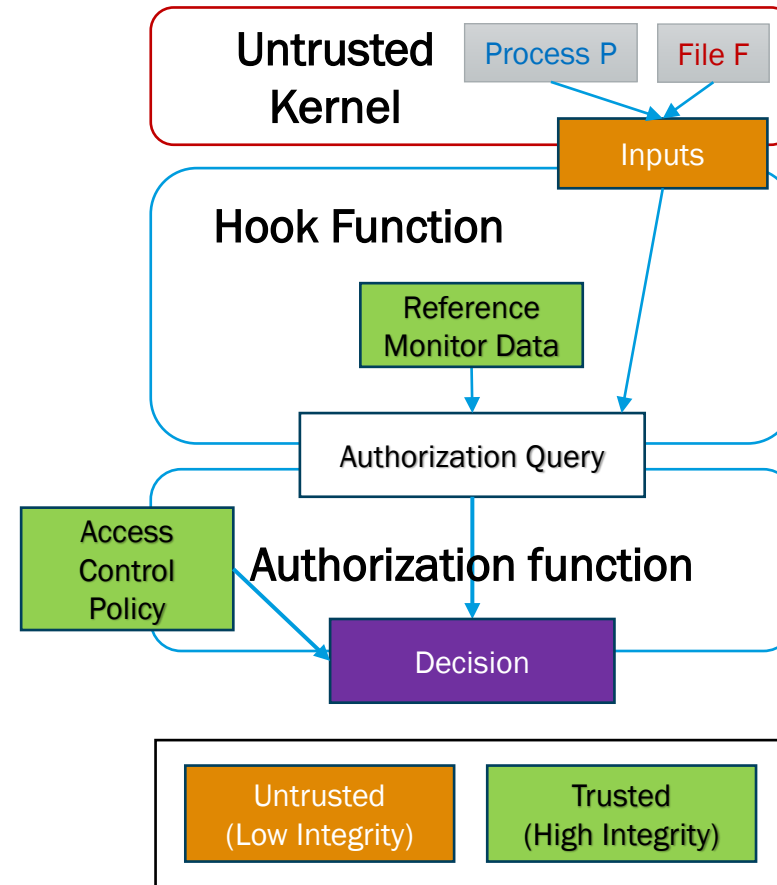 Untrusted
Kernel
Process P
File F
Inputs
Hook Function
Reference
Monitor Data
Authorization Query
Access
Control
Policy
Authorization function
Decision
Untrusted
(Low Integrity)
Trusted
(High Integrity)